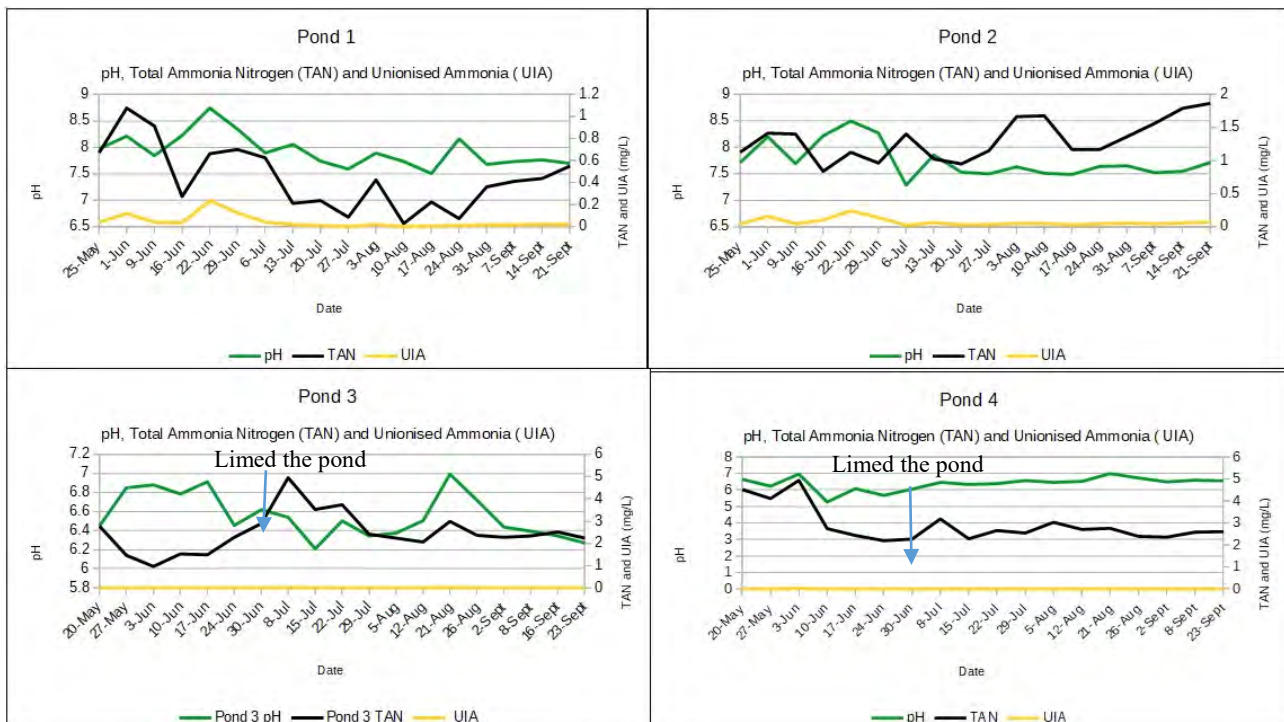 Pond 1
pH, Total Ammonia Nitrogen (TAN) and Unionised Ammonia ( UIA)
9
8.5
8
7.5
7
6.5
pH
1.2
1
0.8
0.6
0.4
0.2
0
TAN and UIA (mg/L)
25-May
1-Jun
9-Jun
16-Jun
22-Jun
29-Jun
6-Jul
13-Jul
20-Jul
27-Jul
3-Aug
10-Aug
17-Aug
24-Aug
31-Aug
7-Sept
14-Sept
21-Sept
Date
pH TAN UIA
Pond 2
pH, Total Ammonia Nitrogen (TAN) and Unionised Ammonia ( UIA)
9
8.5
8
7.5
7
6.5
pH
2
1.5
1
0.5
0
TAN and UIA (mg/L)
25-May
1-Jun
9-Jun
16-Jun
22-Jun
29-Jun
6-Jul
13-Jul
20-Jul
27-Jul
3-Aug
10-Aug
17-Aug
24-Aug
31-Aug
7-Sept
14-Sept
21-Sept
Date
pH TAN UIA
Pond 3
pH, Total Ammonia Nitrogen (TAN) and Unionised Ammonia ( UIA)
Limed the pond
7.2
7
6.8
6.6
6.4
6.2
6
5.8
pH
6
5
4
3
2
1
0
TAN and UIA (mg/L)
20-May
27-May
3-Jun
10-Jun
17-Jun
24-Jun
30-Jun
8-Jul
15-Jul
22-Jul
29-Jul
5-Aug
12-Aug
21-Aug
26-Aug
2-Sept
8-Sept
16-Sept
23-Sept
Date
Pond 3 pH Pond 3 TAN UIA
Pond 4
pH, Total Ammonia Nitrogen (TAN) and Unionised Ammonia ( UIA)
Limed the pond
8
7
6
5
4
3
2
1
0
pH
6
5
4
3
2
1
0
TAN and UIA (mg/L)
20-May
27-May
3-Jun
10-Jun
17-Jun
24-Jun
30-Jun
8-Jul
15-Jul
22-Jul
29-Jul
5-Aug
12-Aug
21-Aug
26-Aug
2-Sept
8-Sept
23-Sept
Date
pH TAN UIA